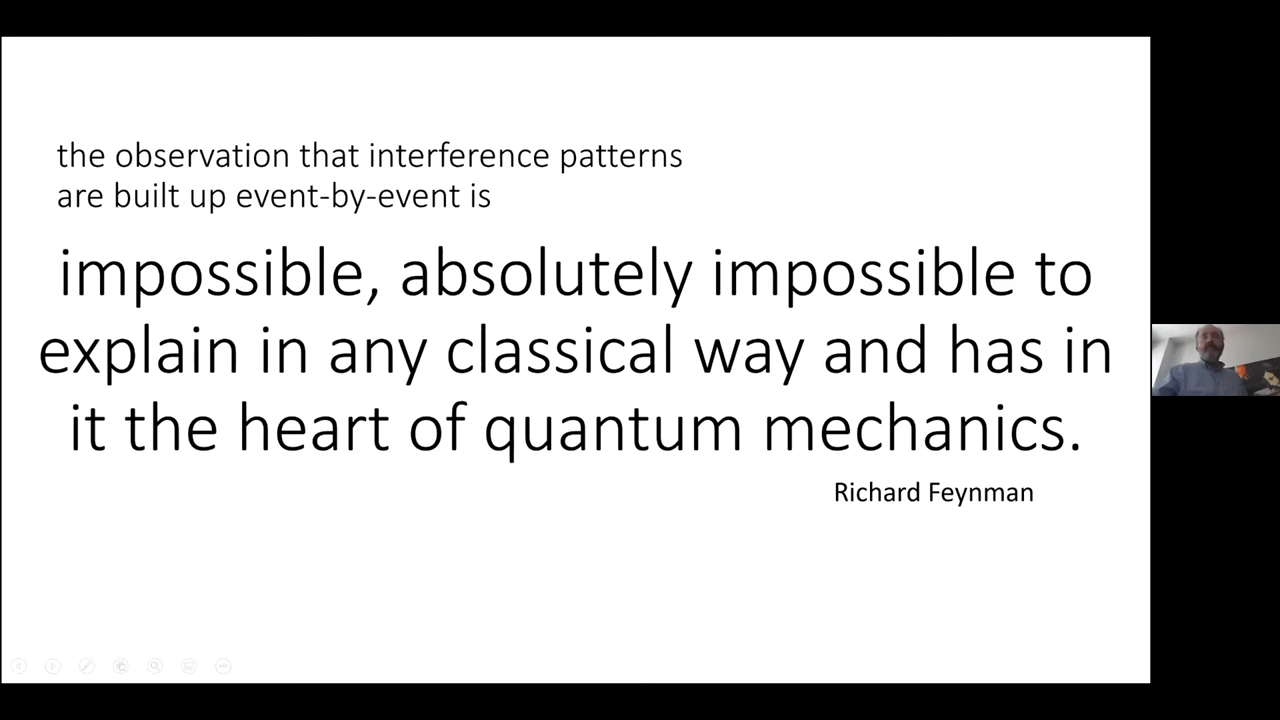 the observation that interference patterns
are built up event-by-event is
impossible, absolutely impossible to
explain in any classical way and has in
it the heart of quantum mechanics.
Richard Feynman